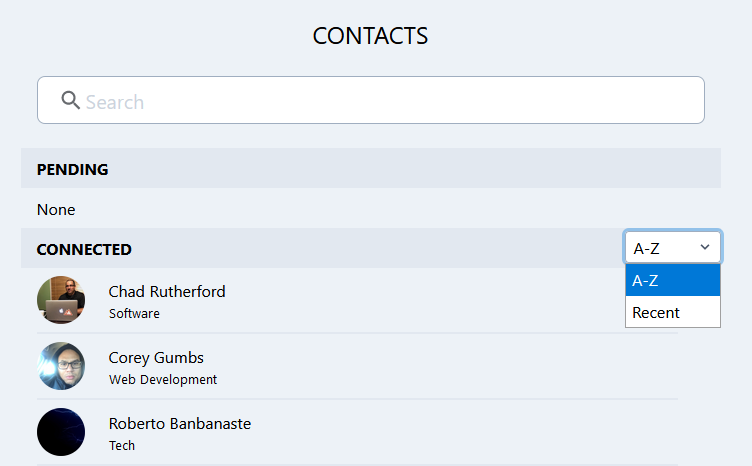 CONTACTS
Search
PENDING
None
CONNECTED
A-Z
A-Z
Recent
Chad Rutherford
Software
Corey Gumbs
Web Development
Roberto Banbanaste
Tech